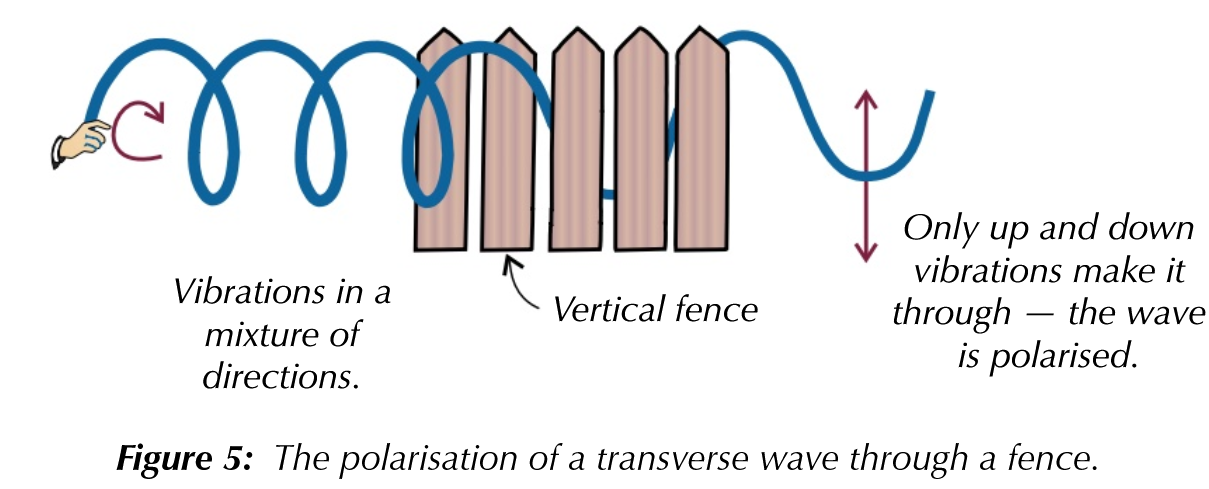 Only up and down
vibrations make it
through — the wave
is polarised.
Vibrations in a
mixture of
directions.
Vertical fence
Figure 5: The polarisation of a transverse wave through a fence.